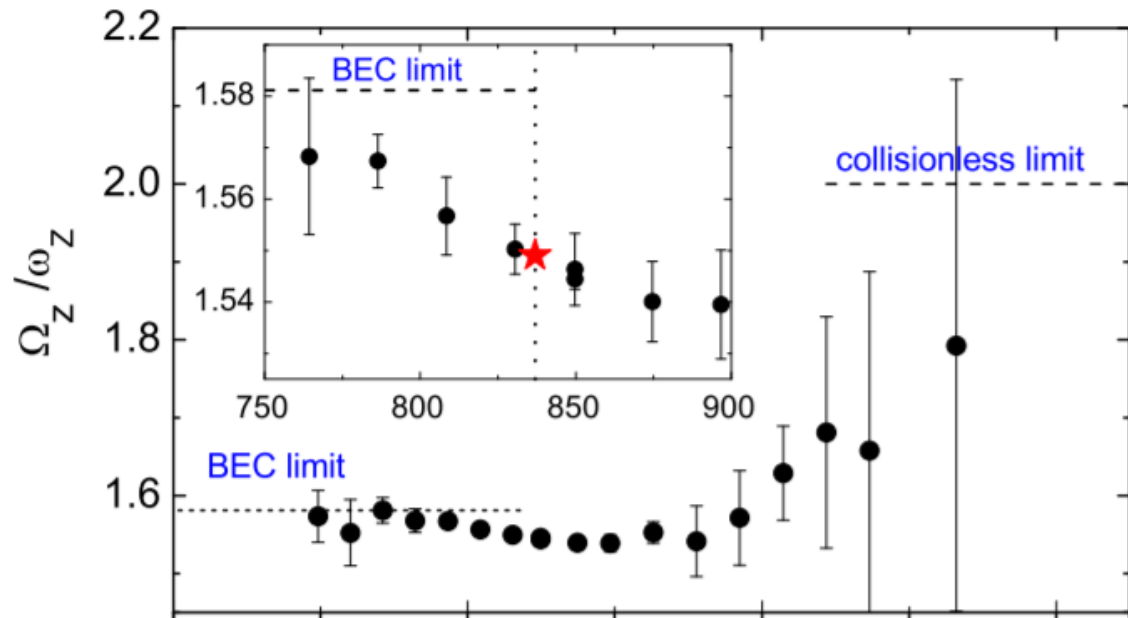 2.2
BEC limit
1.58
collisionless limit
2.0
1.56
Ω_z /ω_z
1.54
1.8
750 800 850 900
BEC limit
1.6